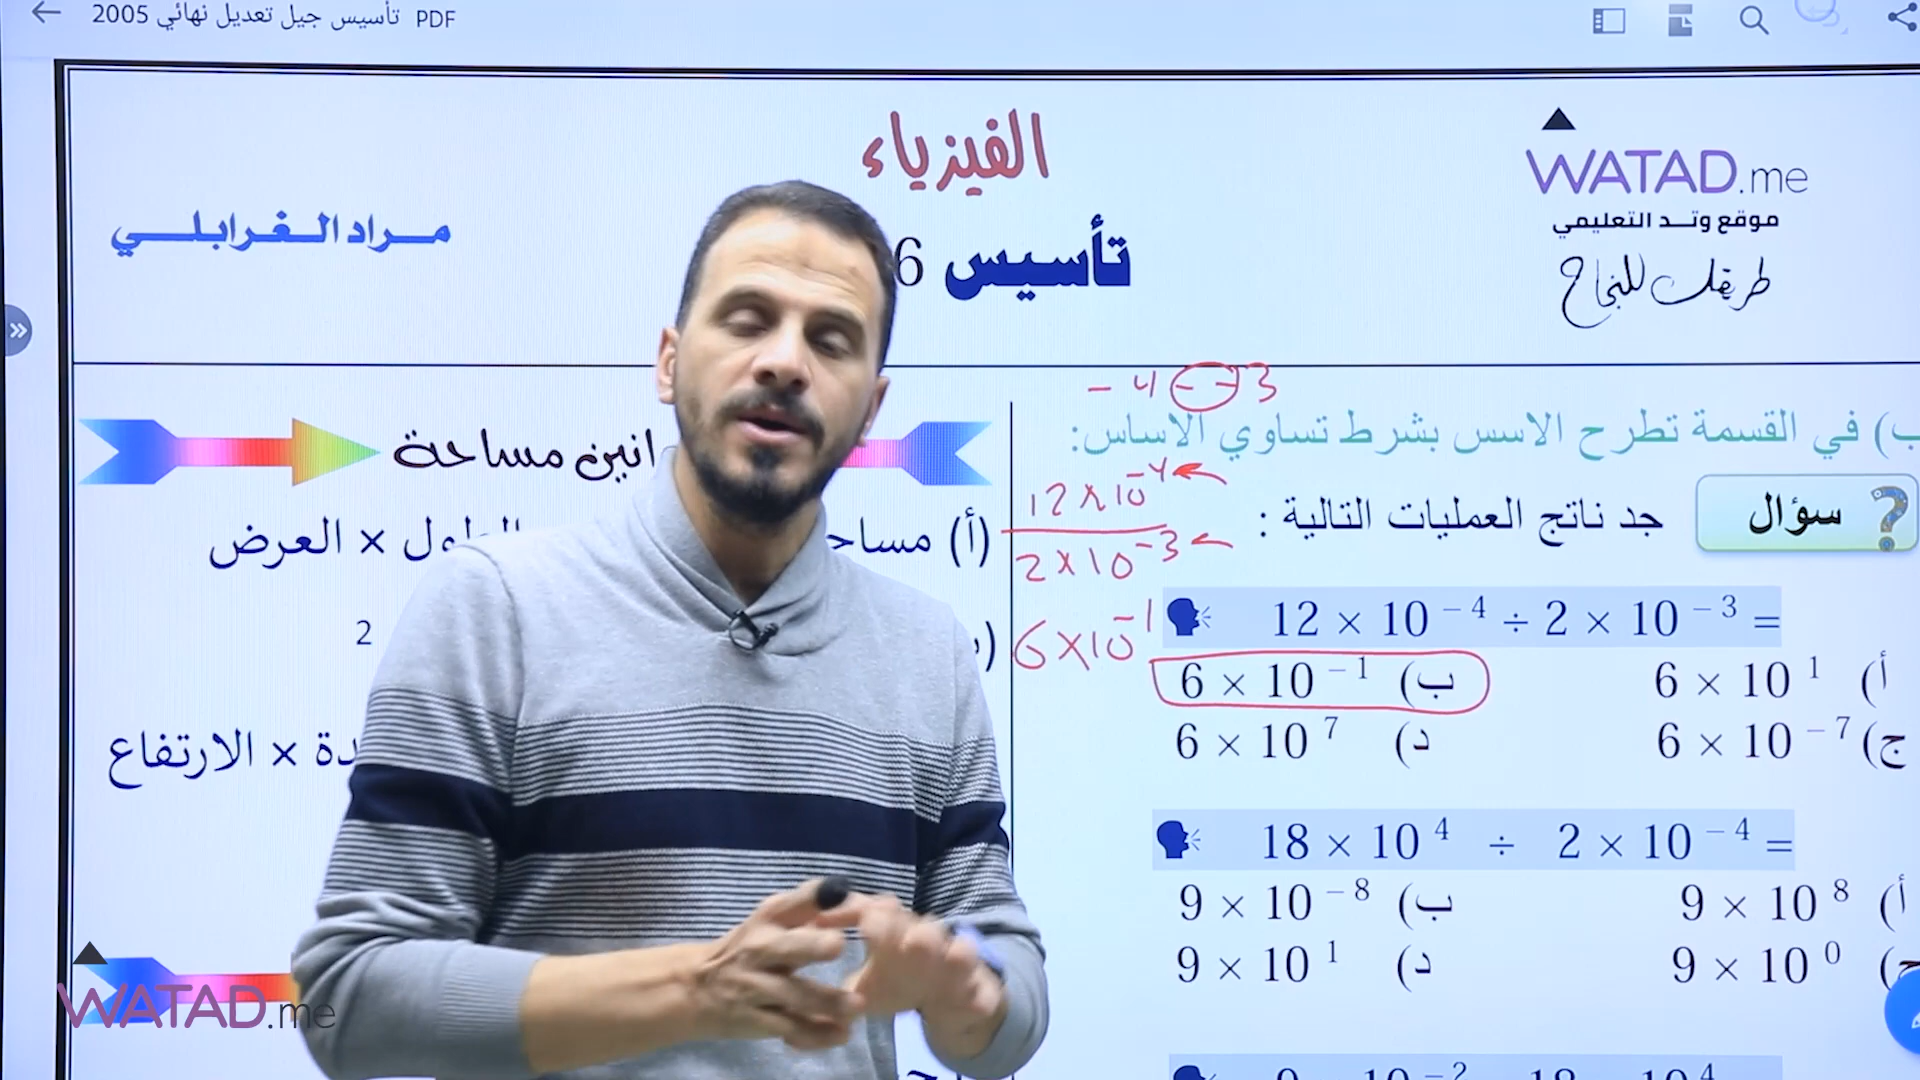 تأسيس جيل تعديل نهائي 2005 PDF
الفيزياء
WATAD.me
موقع وتد التعليمي
طريقك للنجاح
مراد الغرابلي
تأسيس 6
- 4 - - 3
ب) في القسمة تطرح الاسس بشرط تساوي الاساس:
سؤال
جد ناتج العمليات التالية :
12 × 10⁻⁴
2 × 10⁻³
6 × 10⁻¹
12 × 10 ⁻⁴ ÷ 2 × 10 ⁻³ =
أ) 6 × 10 ¹
ب) 6 × 10 ⁻¹
ج) 6 × 10 ⁻⁷
د) 6 × 10 ⁷
18 × 10 ⁴ ÷ 2 × 10 ⁻⁴ =
أ) 9 × 10 ⁸
ب) 9 × 10 ⁻⁸
ج) 9 × 10 ⁰
د) 9 × 10 ¹
مساحة
أ)
الطول × العرض
2
× الارتفاع
WATAD.me